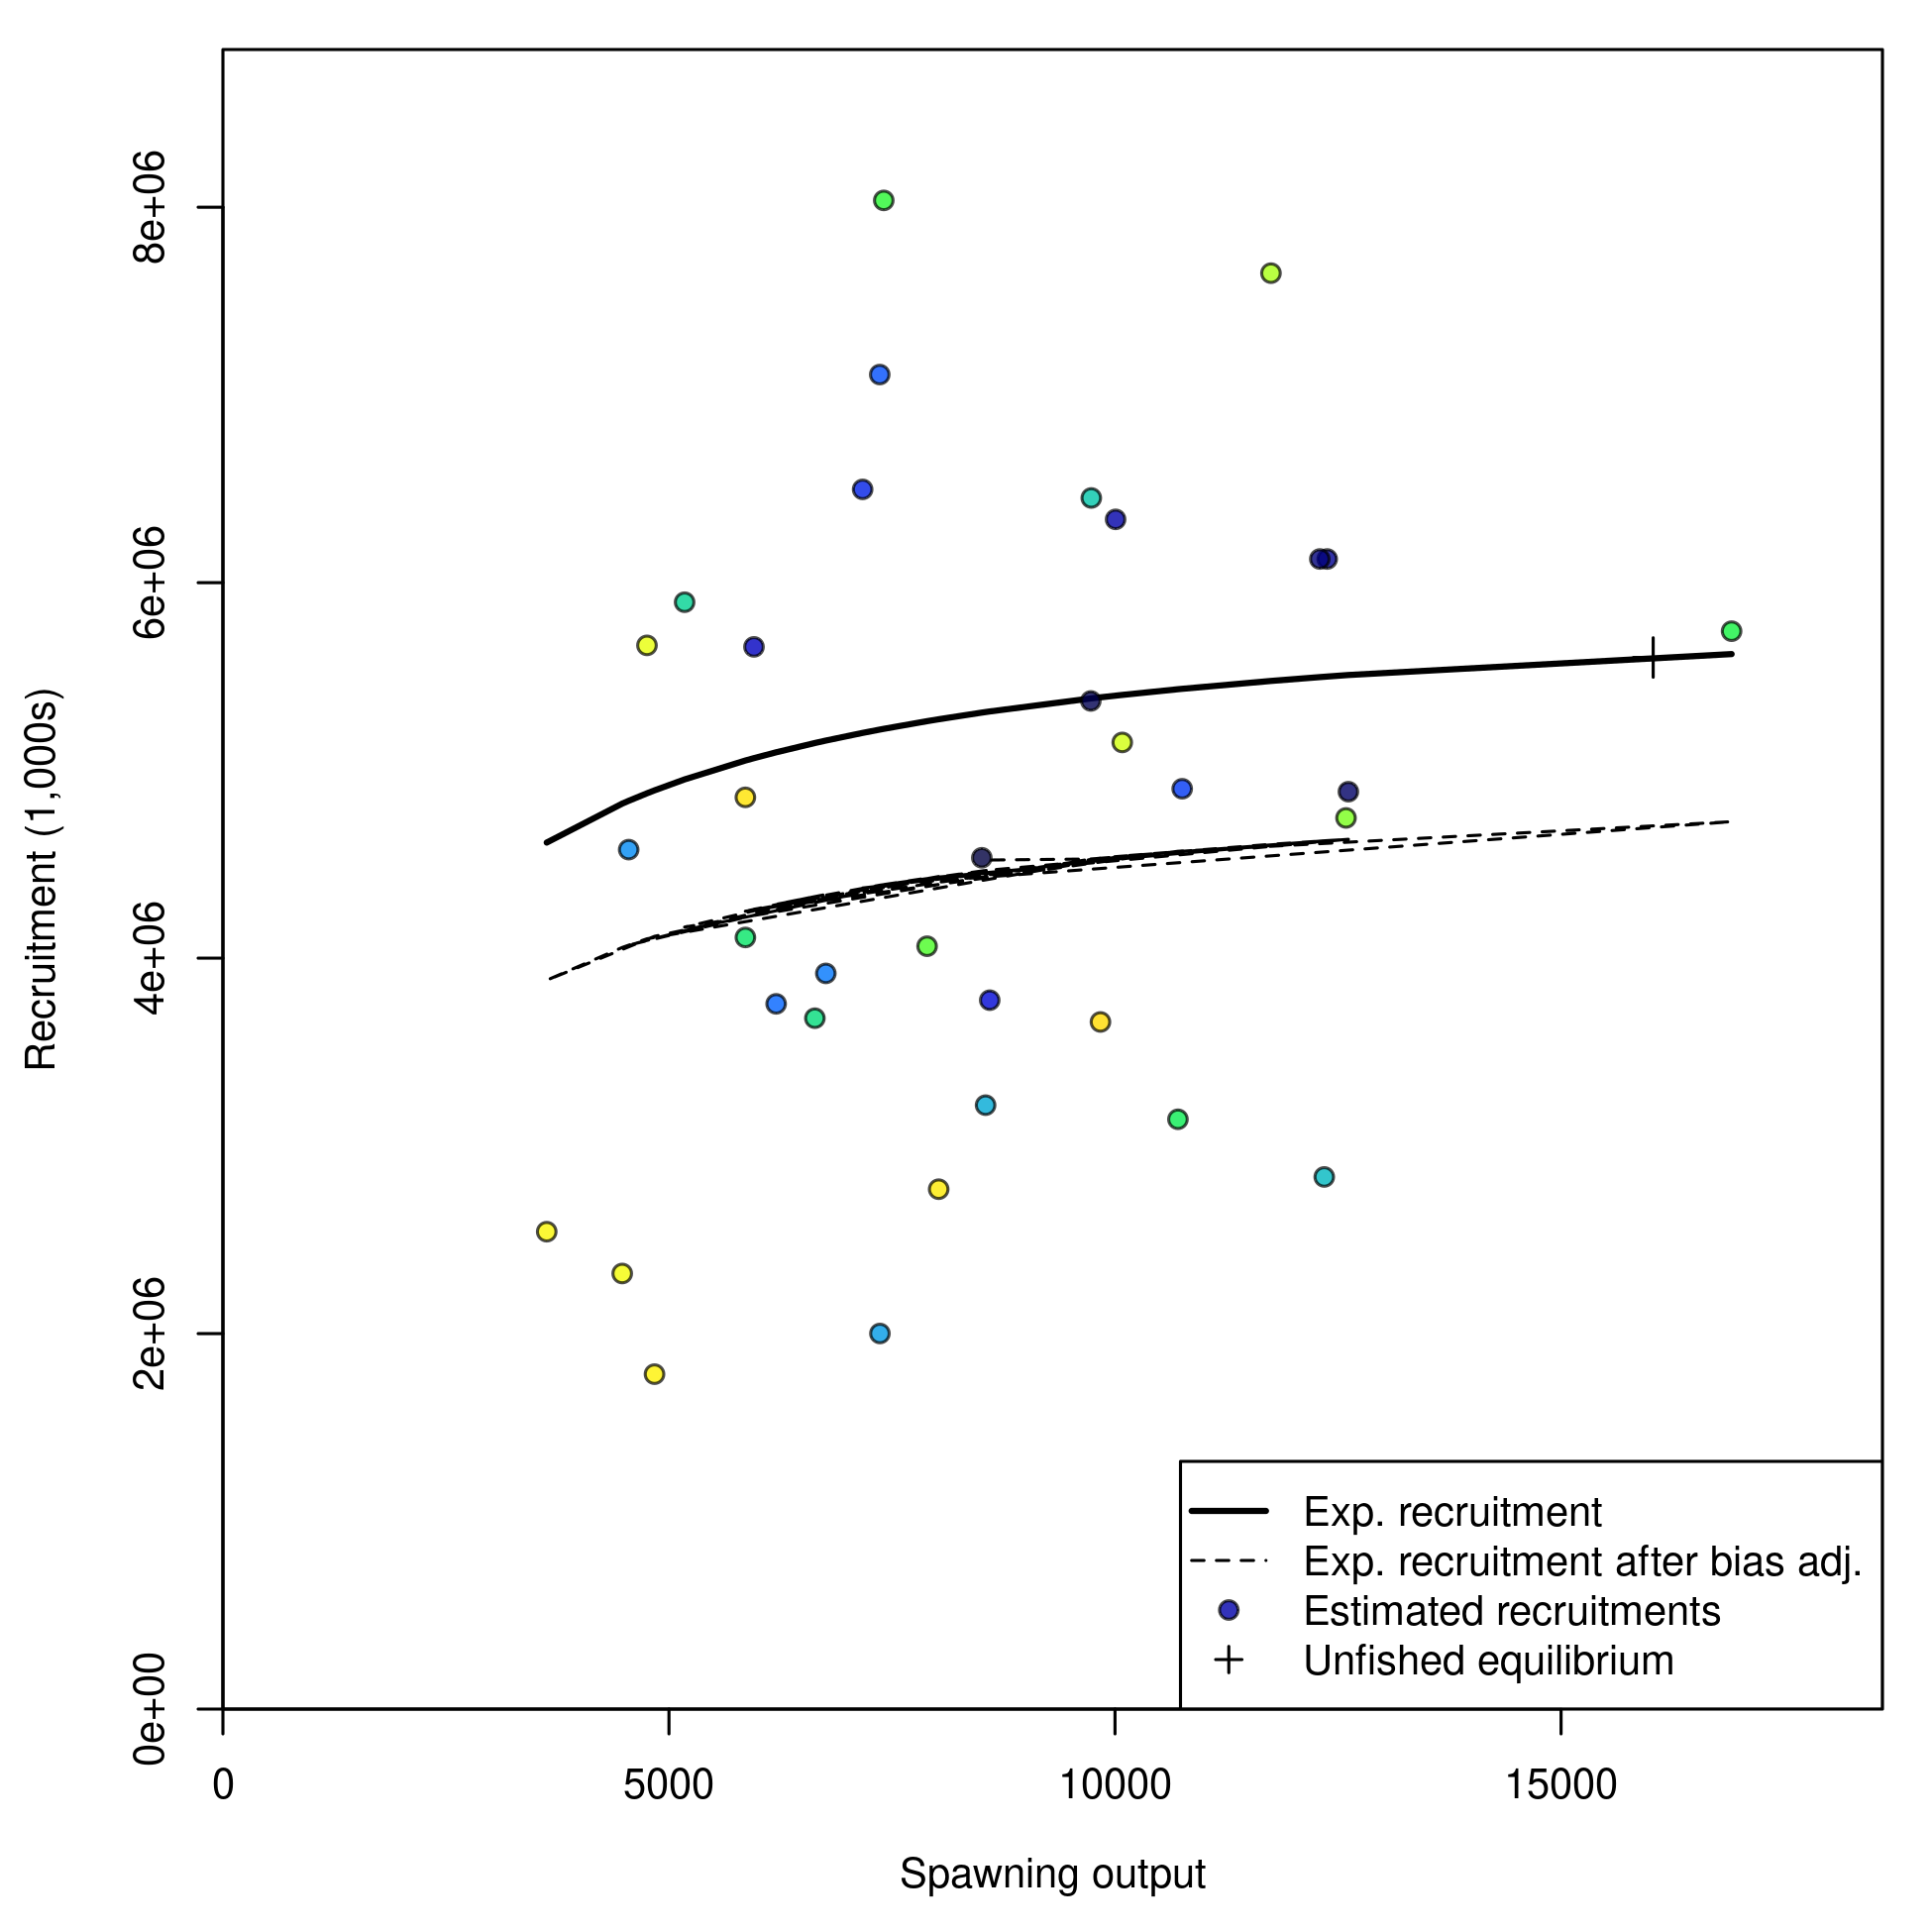 8e+06
6e+06
4e+06
2e+06
0e+00
Recruitment (1,000s)
0
5000
10000
15000
Spawning output
Exp. recruitment
Exp. recruitment after bias adj.
Estimated recruitments
Unfished equilibrium